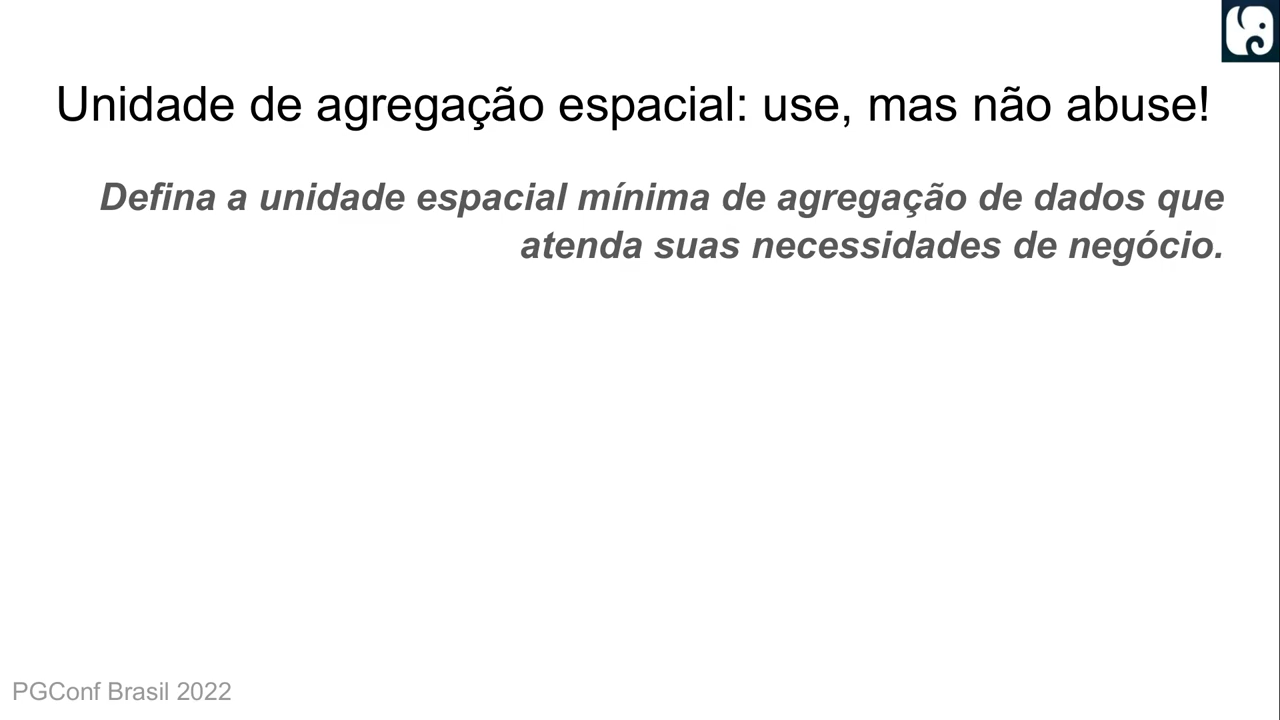 Unidade de agregação espacial: use, mas não abuse!
Defina a unidade espacial mínima de agregação de dados que
atenda suas necessidades de negócio.
PGConf Brasil 2022